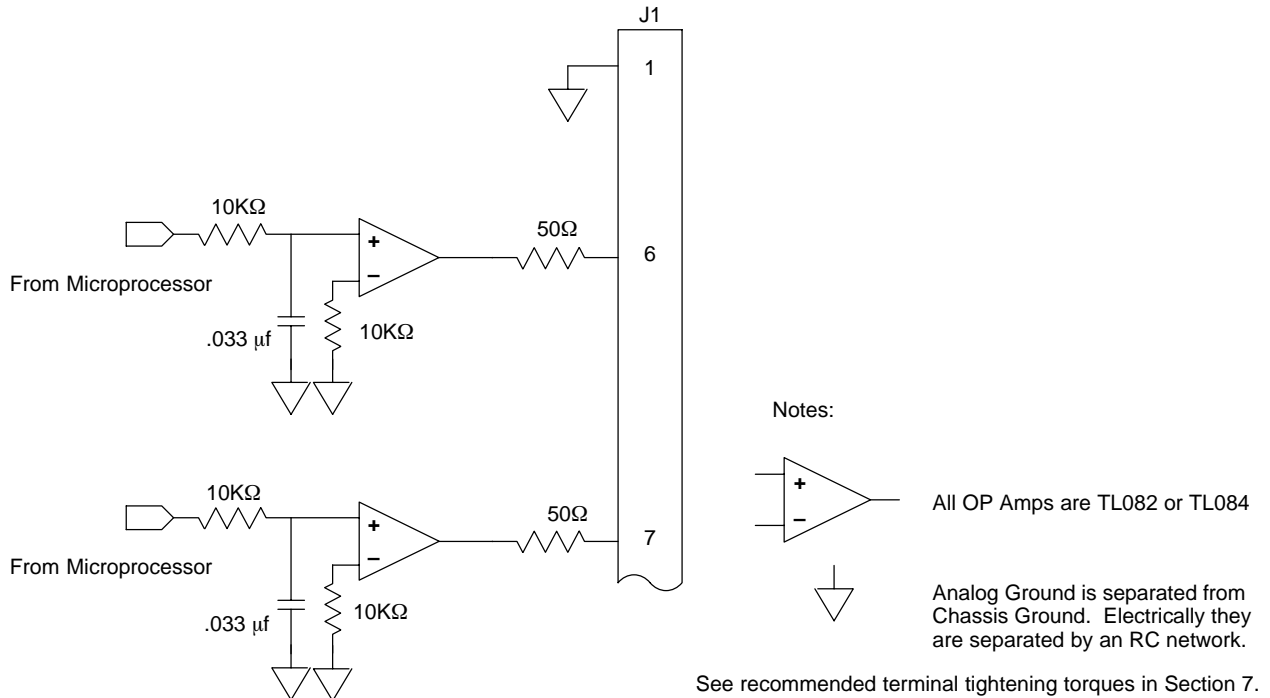 J1
1
10KΩ
+
−
50Ω
6
From Microprocessor
.033 μf
10KΩ
Notes:
10KΩ
+
−
50Ω
7
From Microprocessor
.033 μf
10KΩ
+
−
All OP Amps are TL082 or TL084
Analog Ground is separated from
Chassis Ground. Electrically they
are separated by an RC network.
See recommended terminal tightening torques in Section 7.